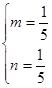 {m = 1/5
n = 1/5